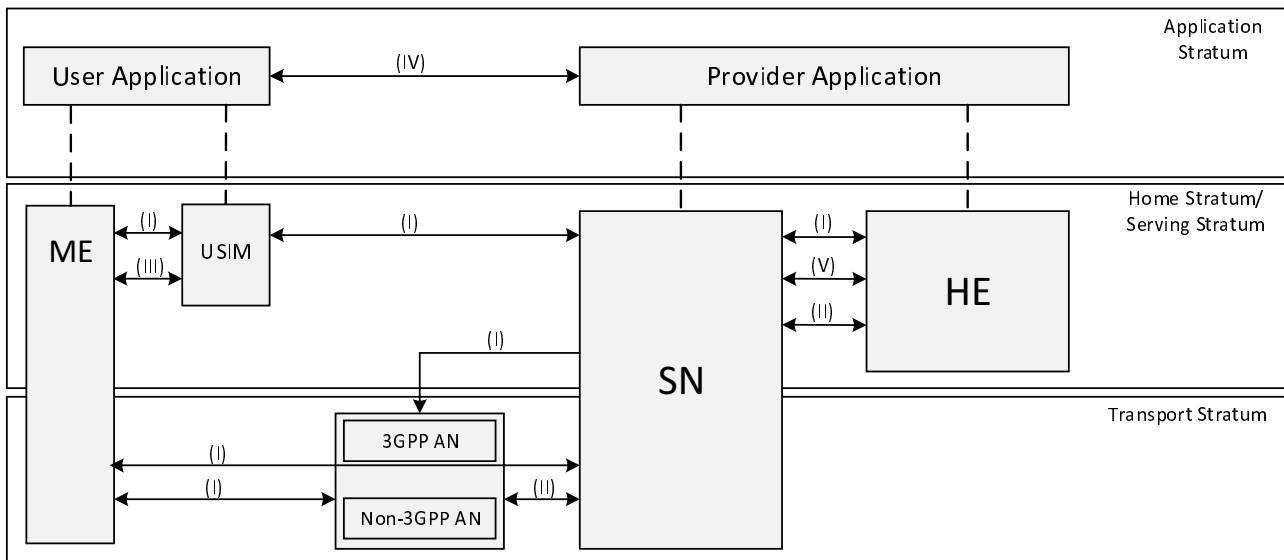 Application
Stratum
User Application
(IV)
Provider Application
Home Stratum/
Serving Stratum
ME
(I)
(III)
USIM
(I)
SN
(I)
(V)
(II)
HE
(I)
Transport Stratum
3GPP AN
(I)
(I)
(II)
Non-3GPP AN